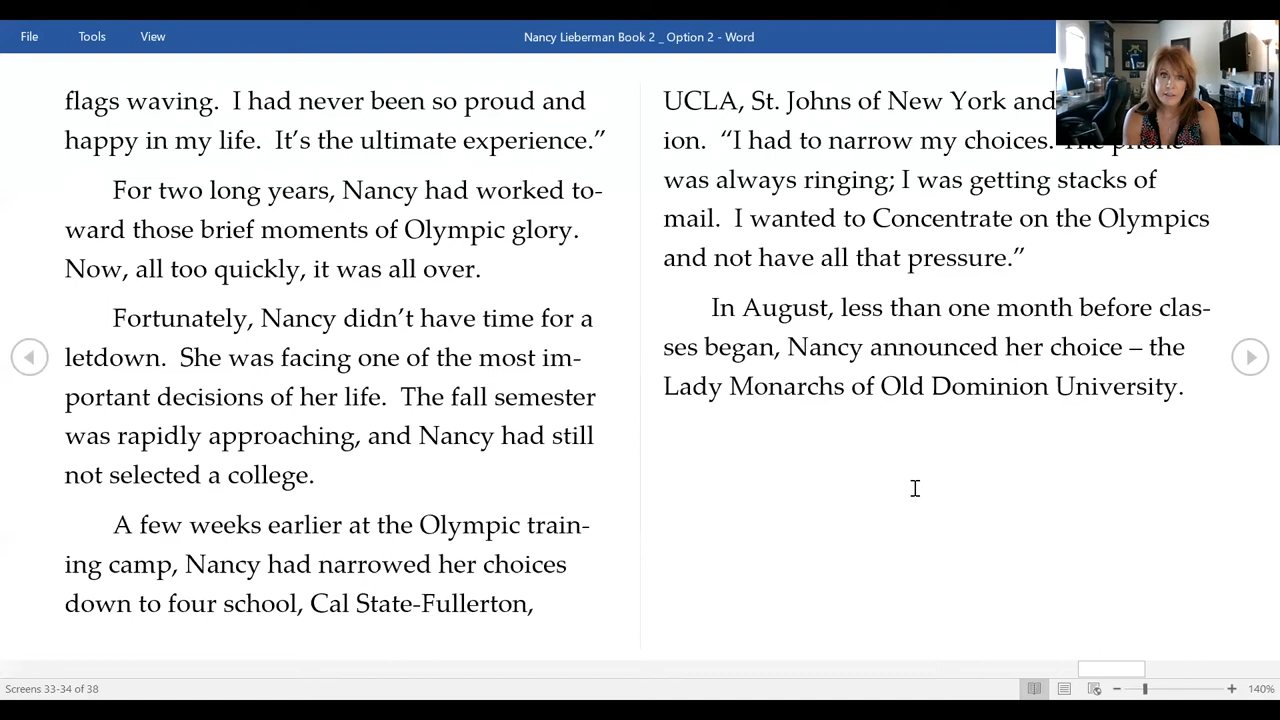 File Tools View Nancy Lieberman Book 2 _ Option 2 - Word
flags waving. I had never been so proud and
happy in my life. It's the ultimate experience.”
For two long years, Nancy had worked to-
ward those brief moments of Olympic glory.
Now, all too quickly, it was all over.
Fortunately, Nancy didn't have time for a
letdown. She was facing one of the most im-
portant decisions of her life. The fall semester
was rapidly approaching, and Nancy had still
not selected a college.
A few weeks earlier at the Olympic train-
ing camp, Nancy had narrowed her choices
down to four school, Cal State-Fullerton,
UCLA, St. Johns of New York and
ion. “I had to narrow my choices. The phone
was always ringing; I was getting stacks of
mail. I wanted to Concentrate on the Olympics
and not have all that pressure.”
In August, less than one month before clas-
ses began, Nancy announced her choice – the
Lady Monarchs of Old Dominion University.
Screens 33-34 of 38 140%